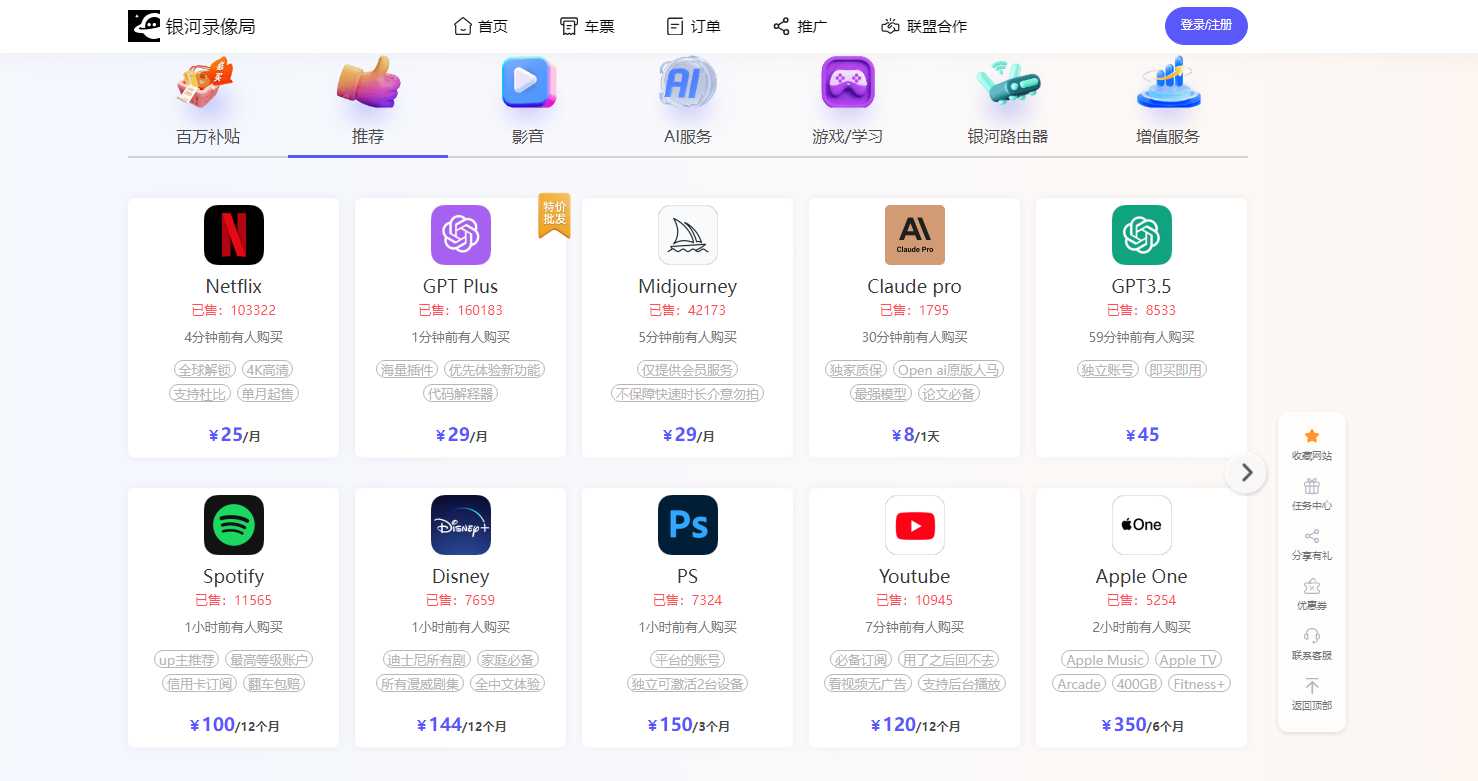 银河录像局
首页
车票
订单
推广
联盟合作
登录/注册
必买
百万补贴
推荐
影音
AI
AI服务
游戏/学习
银河路由器
增值服务
Netflix
已售：103322
4分钟前有人购买
全球解锁 4K高清
支持杜比 单月起售
¥25/月
特价
批发
GPT Plus
已售：160183
1分钟前有人购买
海量插件 优先体验新功能
代码解释器
¥29/月
Midjourney
已售：42173
5分钟前有人购买
仅提供会员服务
不保障快速时长介意勿拍
¥29/月
AI
Claude Pro
Claude pro
已售：1795
30分钟前有人购买
独家质保 Open ai原版人马
最强模型 论文必备
¥8/1天
GPT3.5
已售：8533
59分钟前有人购买
独立账号 即买即用
¥45
Spotify
已售：11565
1小时前有人购买
up主推荐 最高等级账户
信用卡订阅 翻车包赔
¥100/12个月
Disney+
Disney
已售：7659
1小时前有人购买
迪士尼所有剧 家庭必备
所有漫威剧集 全中文体验
¥144/12个月
Ps
PS
已售：7324
1小时前有人购买
平台的账号
独立可激活2台设备
¥150/3个月
Youtube
已售：10945
7分钟前有人购买
必备订阅 用了之后回不去
看视频无广告 支持后台播放
¥120/12个月
One
Apple One
已售：5254
2小时前有人购买
Apple Music Apple TV
Arcade 400GB Fitness+
¥350/6个月
收藏网站
任务中心
分享有礼
优惠券
联系客服
返回顶部